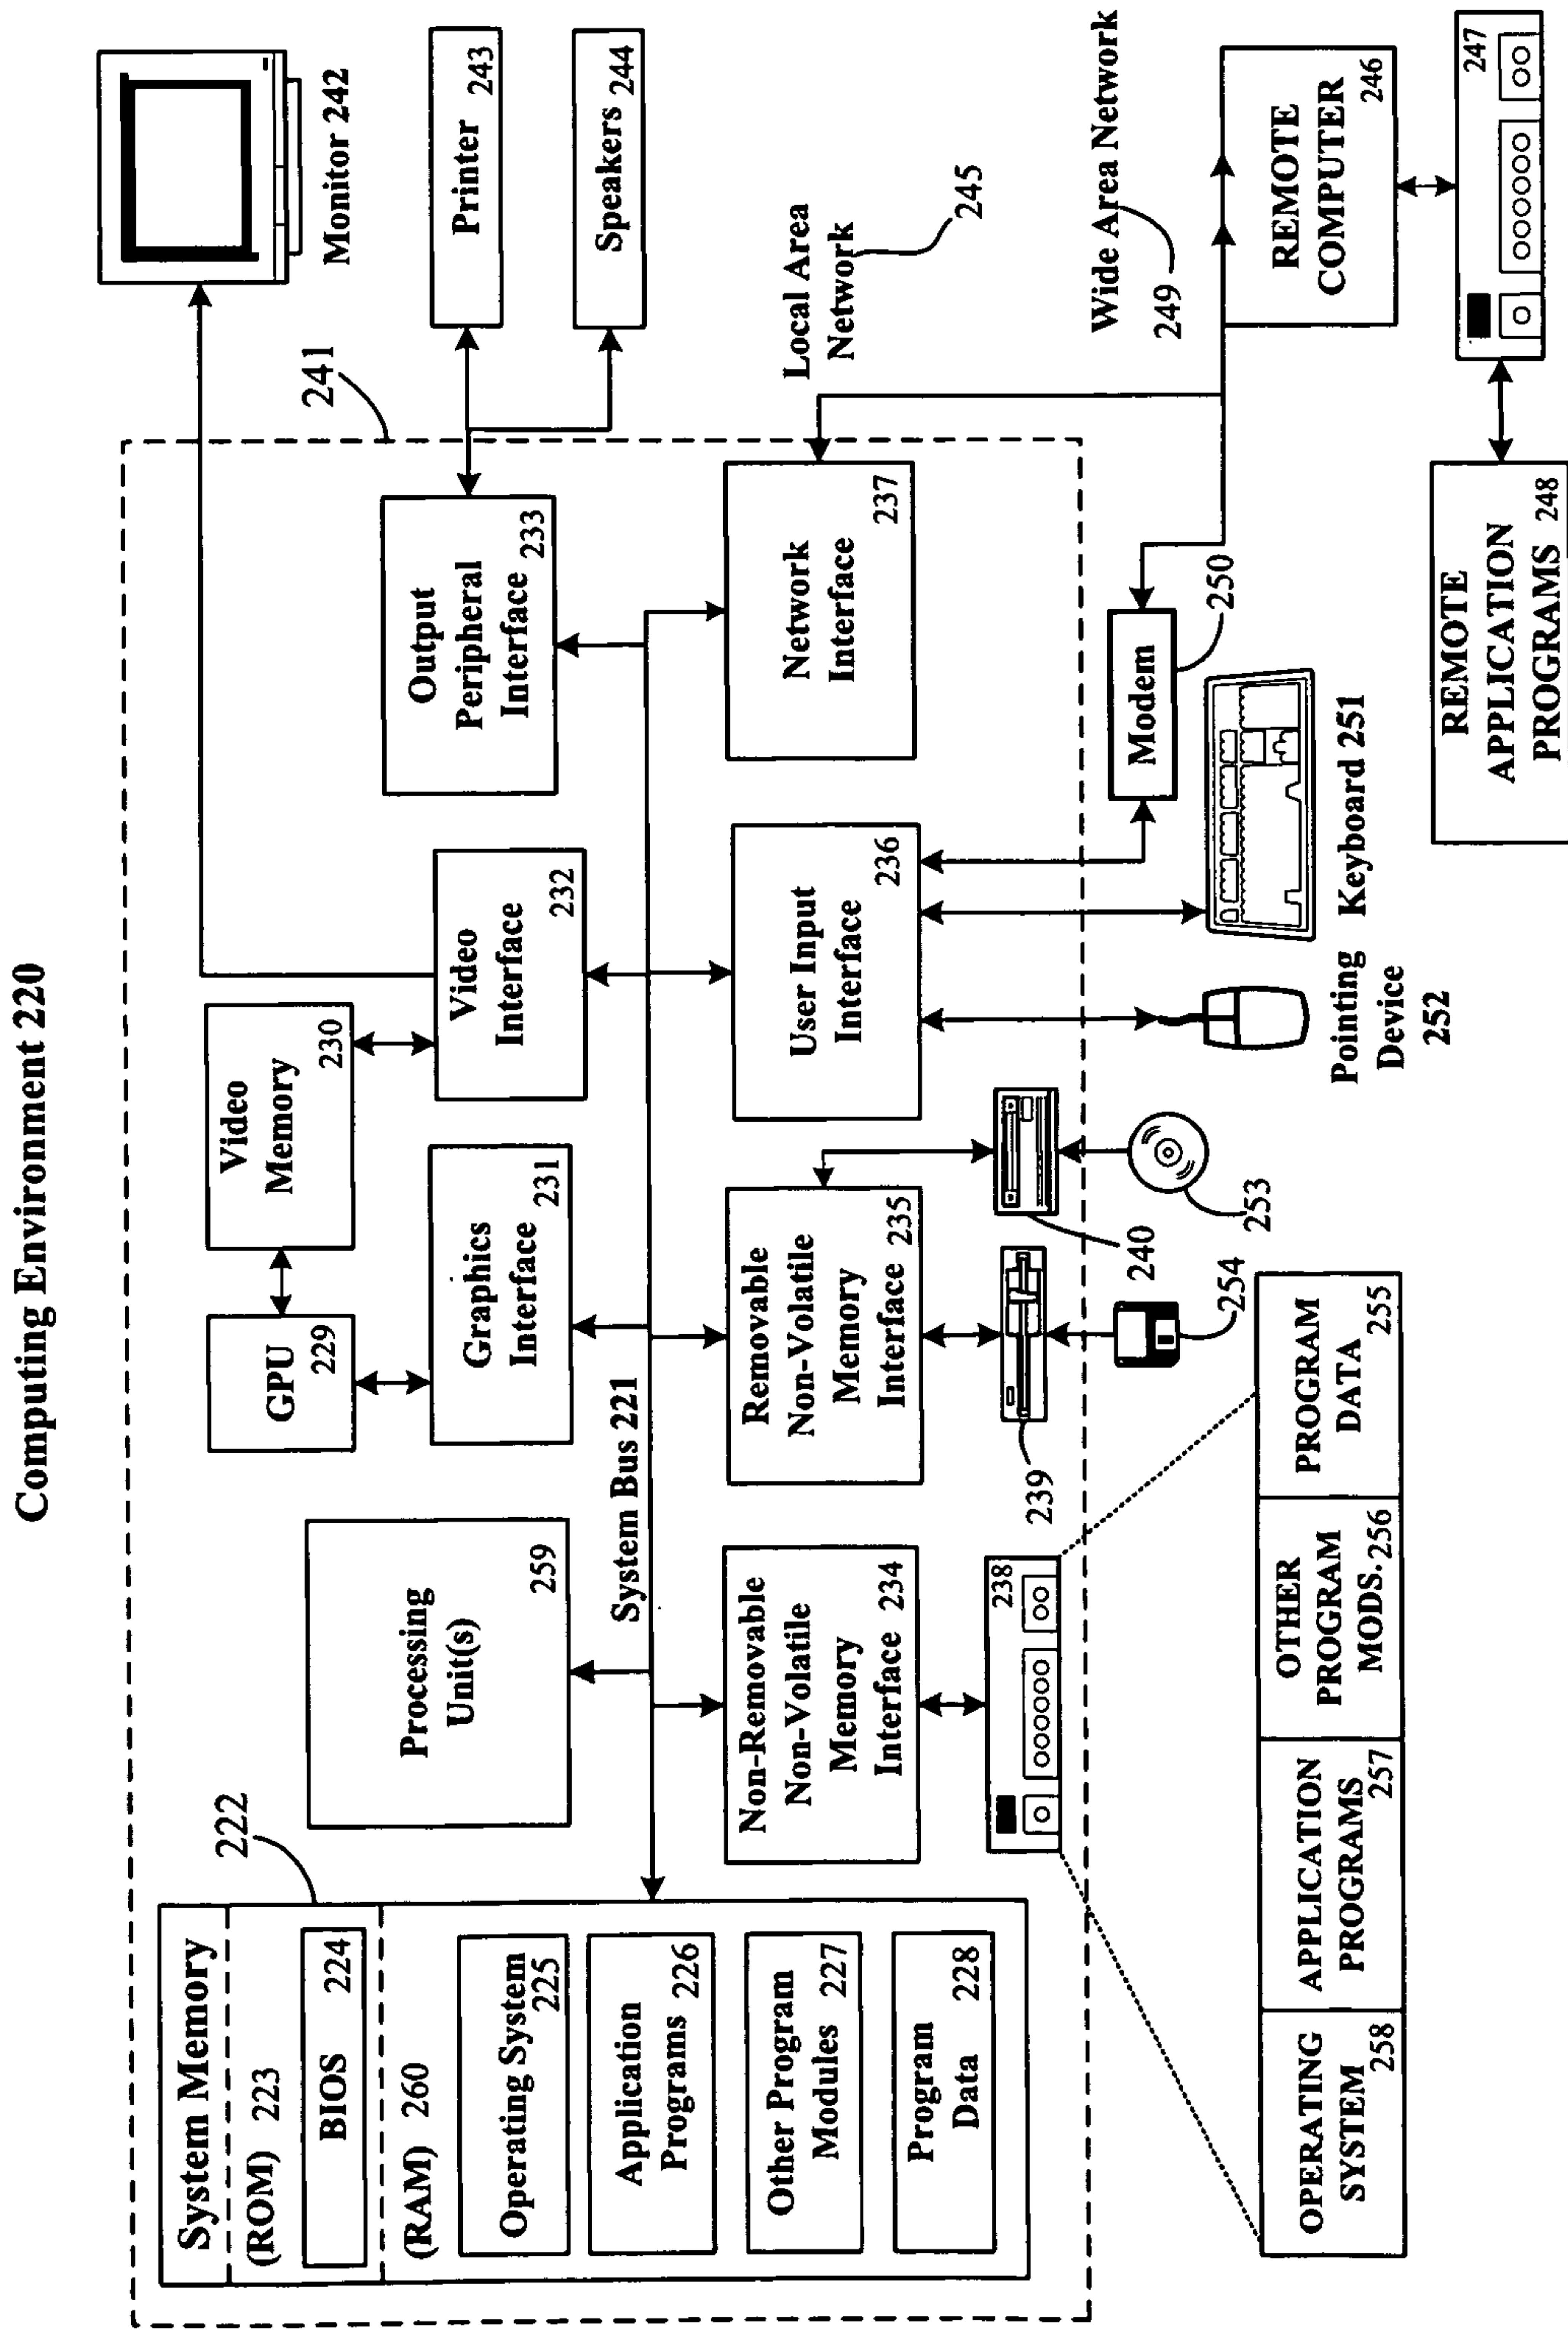 Computing Environment 220
System Memory
(ROM) 223
BIOS 224
(RAM) 260
Operating System
225
Application
Programs 226
Other Program
Modules 227
Program
Data 228
222
Processing
Unit(s)
259
System Bus 221
GPU
229
Video
Memory
230
Graphics
Interface
231
Video
Interface
232
Output
Peripheral
Interface 233
241
Monitor 242
Printer
243
Speakers
244
Non-Removable
Non-Volatile
Memory
Interface 234
Removable
Non-Volatile
Memory
Interface 235
User Input
Interface
236
Network
Interface
237
Local Area
Network
245
238
239
240
254
253
Pointing
Device
252
Keyboard 251
Modem
250
Wide Area Network
249
REMOTE
COMPUTER
246
247
REMOTE
APPLICATION
PROGRAMS 248
OPERATING
SYSTEM
258
APPLICATION
PROGRAMS
257
OTHER
PROGRAM
MODS. 256
PROGRAM
DATA
255